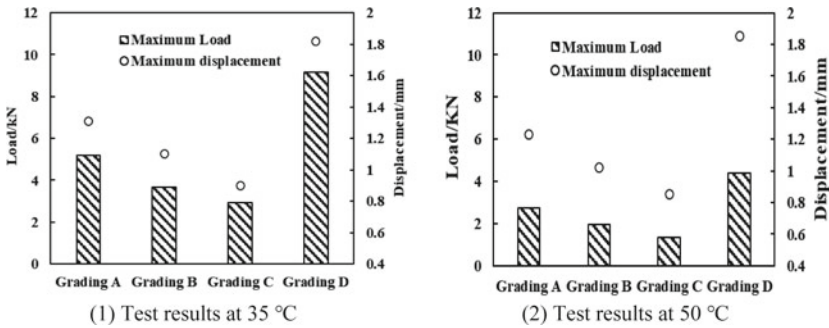 12
10
8
6
4
2
0
Load/kN
Maximum Load
Maximum displacement
2
1.8
1.6
1.4
1.2
1
0.8
0.6
0.4
Displacement/mm
Grading A Grading B Grading C Grading D
(1) Test results at 35 °C
12
10
8
6
4
2
0
Load/KN
Maximum Load
Maximum displacement
2
1.8
1.6
1.4
1.2
1
0.8
0.6
0.4
Displacement/mm
Grading A Grading B Grading C Grading D
(2) Test results at 50 °C